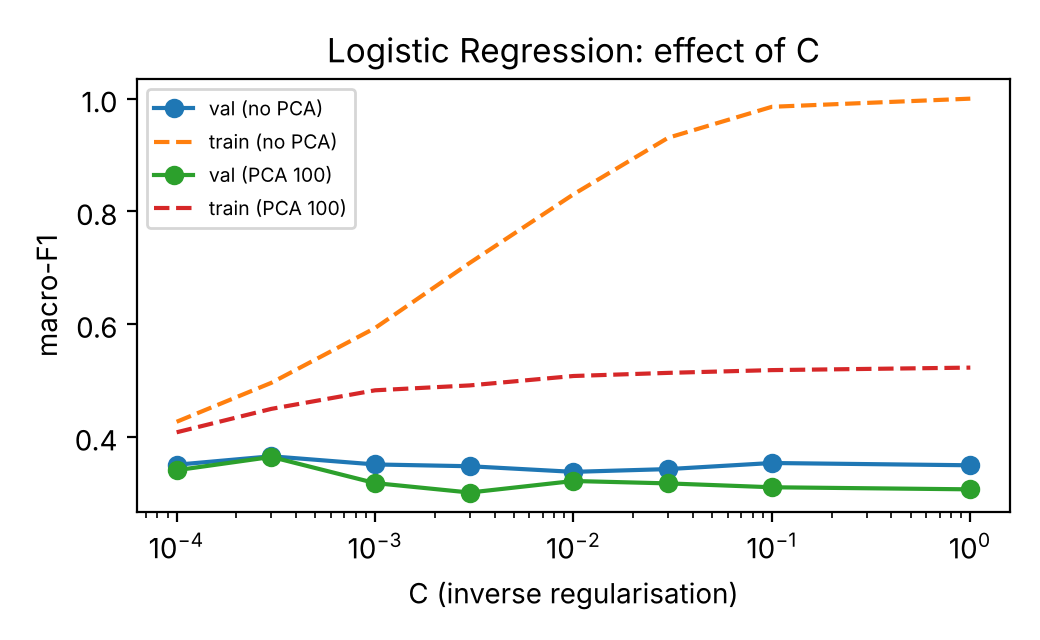 Logistic Regression: effect of C
val (no PCA)
train (no PCA)
val (PCA 100)
train (PCA 100)
macro-F1
1.0
0.8
0.6
0.4
10⁻⁴ 10⁻³ 10⁻² 10⁻¹ 10⁰
C (inverse regularisation)